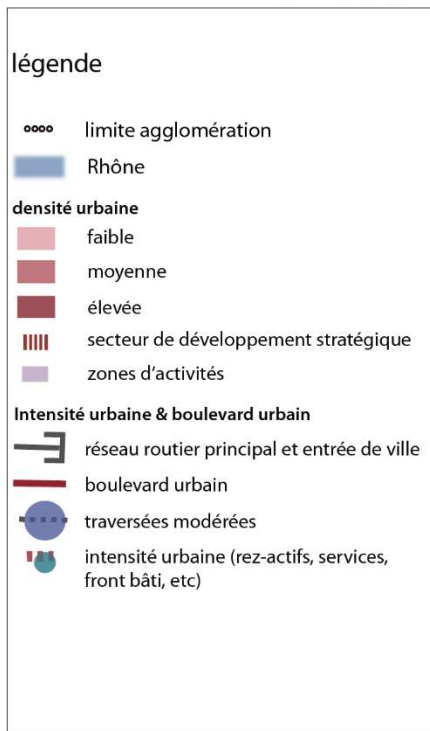 légende
limite agglomération
Rhône
densité urbaine
faible
moyenne
élevée
secteur de développement stratégique
zones d'activités
Intensité urbaine & boulevard urbain
réseau routier principal et entrée de ville
boulevard urbain
traversées modérées
intensité urbaine (rez-actifs, services,
front bâti, etc)